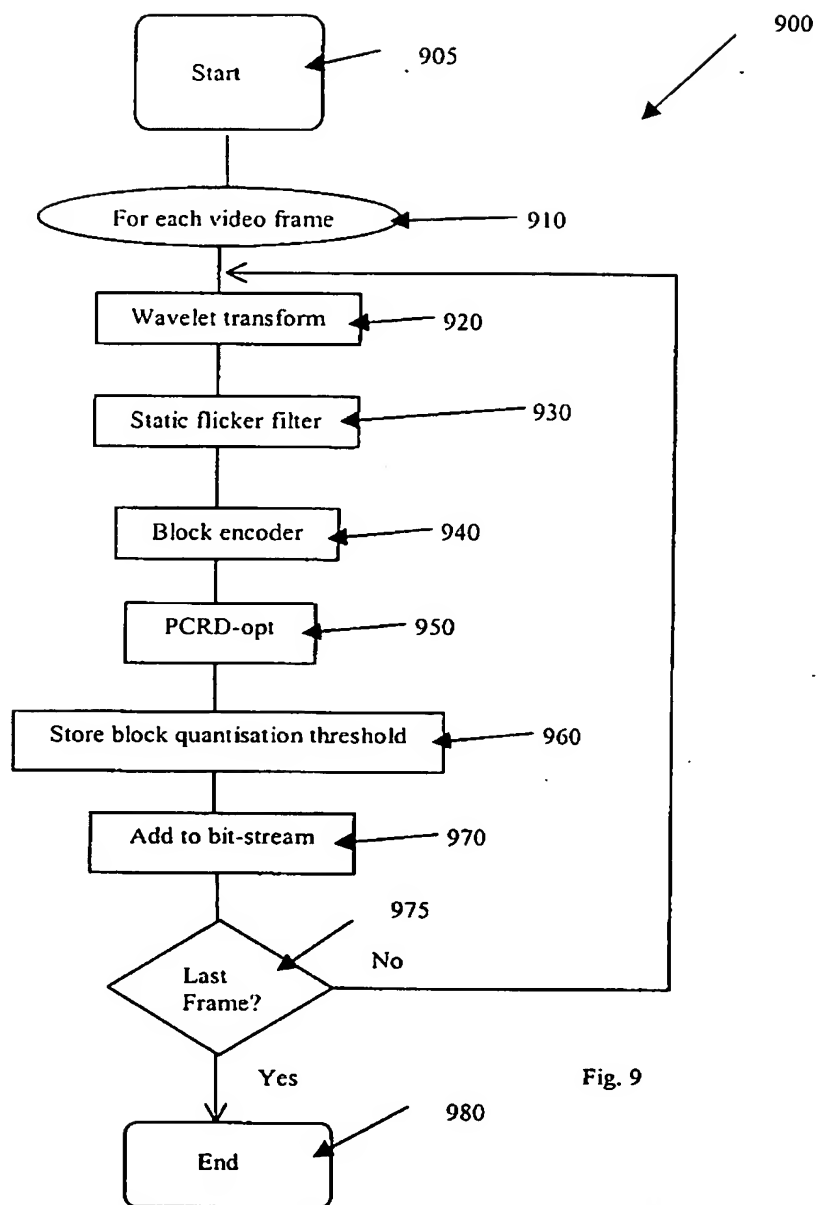 900
Start
905
For each video frame
910
Wavelet transform
920
Static flicker filter
930
Block encoder
940
PCRD-opt
950
Store block quantisation threshold
960
Add to bit-stream
970
975
Last
Frame?
No
Yes
Fig. 9
980
End